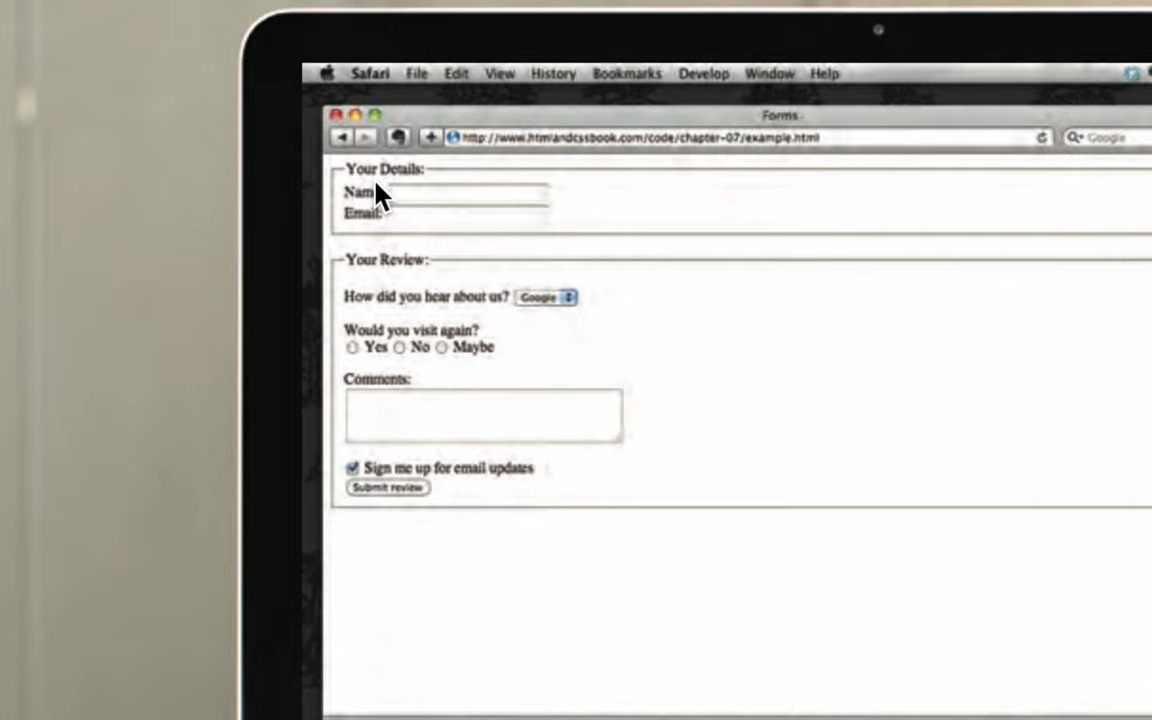 Safari File Edit View History Bookmarks Develop Window Help
Forms
http://www.htmlandcssbook.com/code/chapter-07/example.html
Google
Your Details:
Email:
Your Review:
How did you hear about us? Google
Would you visit again?
Yes No Maybe
Comments:
Sign me up for email updates
Submit review